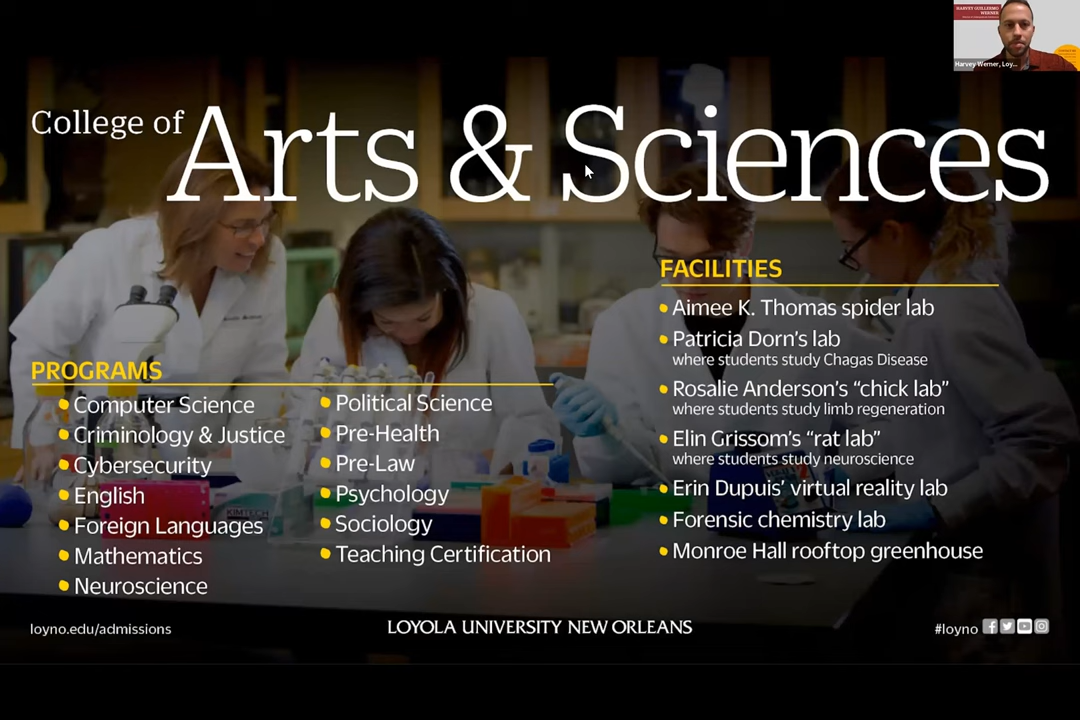 HARVEY GUILLERMO
WERNER
Harvey Werner, Loy...
College of Arts & Sciences
PROGRAMS
Computer Science
Criminology & Justice
Cybersecurity
English
Foreign Languages
Mathematics
Neuroscience
Political Science
Pre-Health
Pre-Law
Psychology
Sociology
Teaching Certification
FACILITIES
Aimee K. Thomas spider lab
Patricia Dorn’s lab
where students study Chagas Disease
Rosalie Anderson’s “chick lab”
where students study limb regeneration
Elin Grissom’s “rat lab”
where students study neuroscience
Erin Dupuis’ virtual reality lab
Forensic chemistry lab
Monroe Hall rooftop greenhouse
KIMTECH
loyno.edu/admissions
LOYOLA UNIVERSITY NEW ORLEANS
#loyno